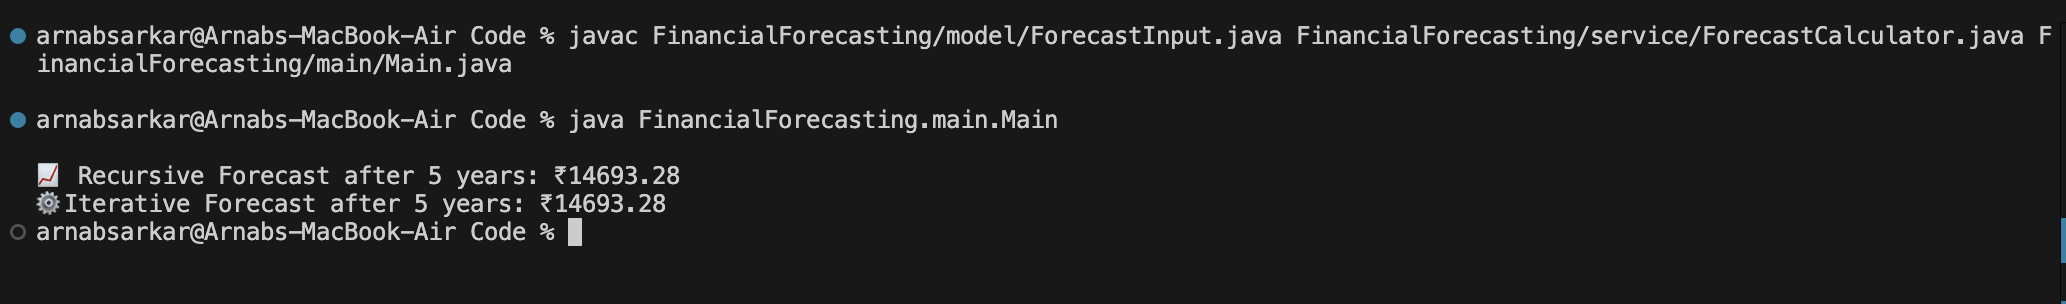 arnabsarkar@Arnabs-MacBook-Air Code % javac FinancialForecasting/model/ForecastInput.java FinancialForecasting/service/ForecastCalculator.java F
inancialForecasting/main/Main.java
arnabsarkar@Arnabs-MacBook-Air Code % java FinancialForecasting.main.Main
📈 Recursive Forecast after 5 years: ₹14693.28
⚙️Iterative Forecast after 5 years: ₹14693.28
arnabsarkar@Arnabs-MacBook-Air Code %